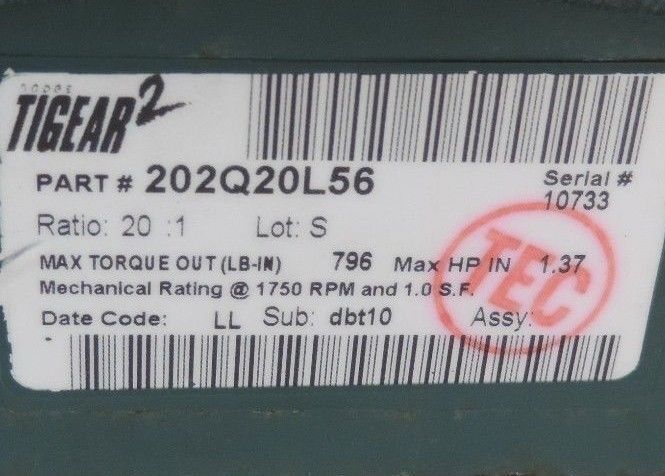 DODGE
TIGEAR2
PART # 202Q20L56
Serial #
10733
Ratio: 20 :1 Lot: S
MAX TORQUE OUT (LB-IN) 796 Max HP IN 1.37
Mechanical Rating @ 1750 RPM and 1.0 S.F.
Date Code: LL Sub: dbt10 Assy:
TEC